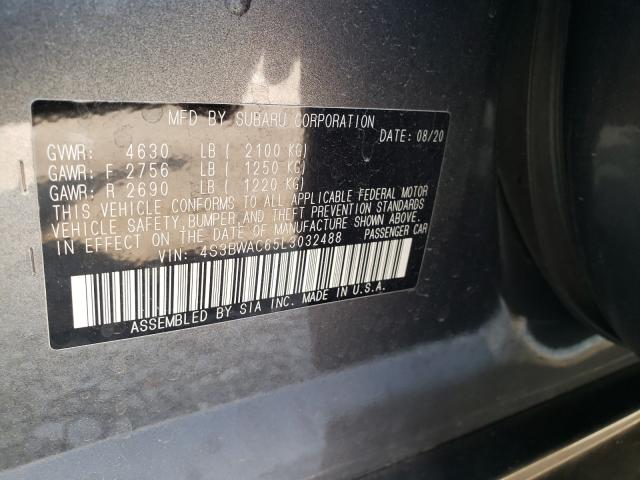 MFD BY SUBARU CORPORATION
DATE: 08/20
GVWR: 4630 LB ( 2100 KG)
GAWR: F 2756 LB ( 1250 KG)
GAWR: R 2690 LB ( 1220 KG)
THIS VEHICLE CONFORMS TO ALL APPLICABLE FEDERAL MOTOR
VEHICLE SAFETY,BUMPER,AND THEFT PREVENTION STANDARDS
IN EFFECT ON THE DATE OF MANUFACTURE SHOWN ABOVE.
VIN: 4S3BWAC65L3032488 PASSENGER CAR
ASSEMBLED BY SIA INC. MADE IN U.S.A.